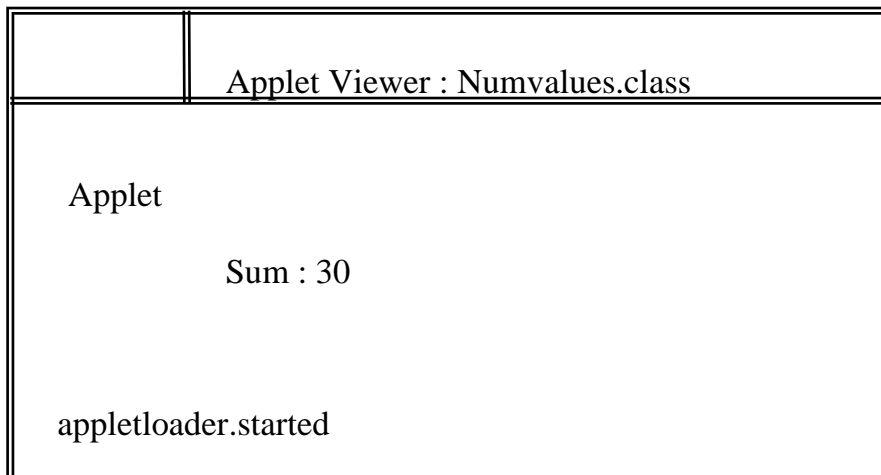 Applet Viewer : Numvalues.class
Applet
Sum : 30
appletloader.started